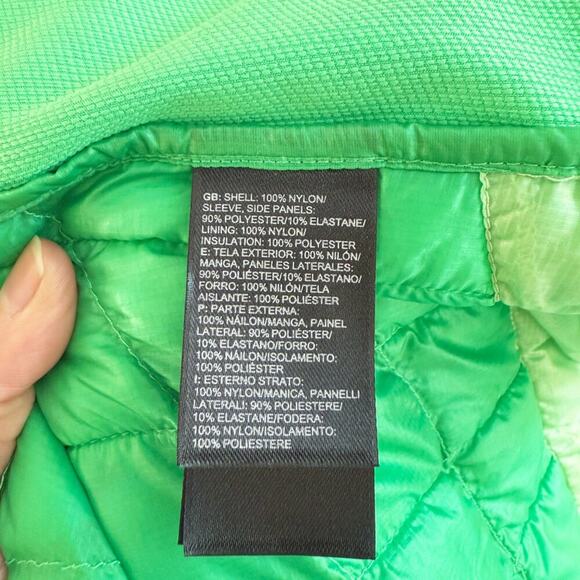 GB: SHELL: 100% NYLON/
SLEEVE, SIDE PANELS:
90% POLYESTER/10% ELASTANE/
LINING: 100% NYLON/
INSULATION: 100% POLYESTER
E: TELA EXTERIOR: 100% NILÓN/
MANGA, PANELES LATERALES:
90% POLIÉSTER/10% ELASTANO/
FORRO: 100% NILÓN/TELA
AISLANTE: 100% POLIÉSTER
P: PARTE EXTERNA:
100% NÁILON/MANGA, PAINEL
LATERAL: 90% POLIÉSTER/
10% ELASTANO/FORRO:
100% NÁILON/ISOLAMENTO:
100% POLIÉSTER
I: ESTERNO STRATO:
100% NYLON/MANICA, PANNELLI
LATERALI: 90% POLIESTERE/
10% ELASTANE/FODERA:
100% NYLON/ISOLAMENTO:
100% POLIESTERE